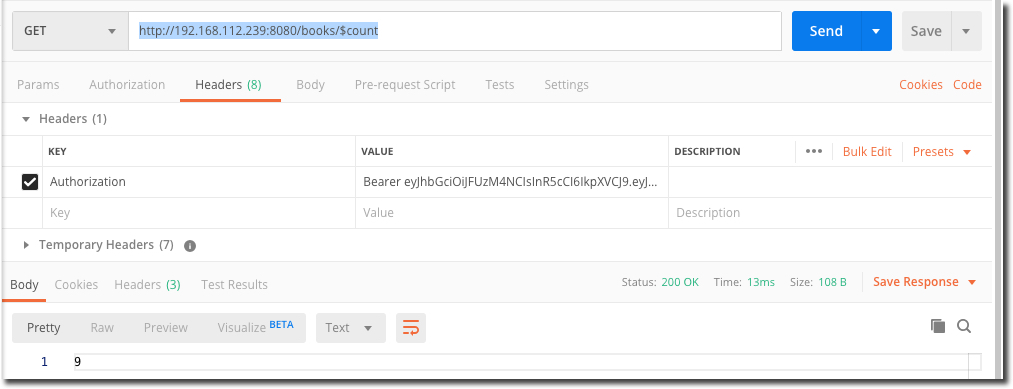 GET http://192.168.112.239:8080/books/$count Send Save
Params Authorization Headers (8) Body Pre-request Script Tests Settings Cookies Code
Headers (1)
KEY VALUE DESCRIPTION ••• Bulk Edit Presets
Authorization Bearer eyJhbGciOiJFUzM4NCIsInR5cCI6IkpXVCJ9.eyJ...
Key Value Description
Temporary Headers (7) i
Body Cookies Headers (3) Test Results Status: 200 OK Time: 13ms Size: 108 B Save Response
Pretty Raw Preview Visualize BETA Text
1 9